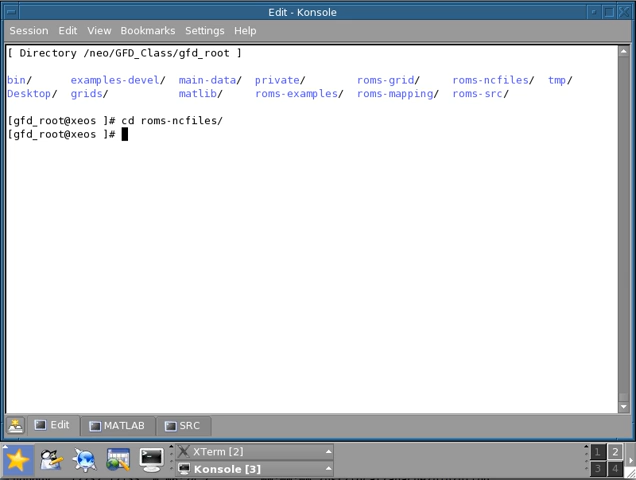 Edit - Konsole
Session Edit View Bookmarks Settings Help
[ Directory /neo/GFD_Class/gfd_root ]
bin/ examples-devel/ main-data/ private/ roms-grid/ roms-ncfiles/ tmp/
Desktop/ grids/ matlib/ roms-examples/ roms-mapping/ roms-src/
[gfd_root@xeos ]# cd roms-ncfiles/
[gfd_root@xeos ]#
Edit MATLAB SRC
XTerm [2] 1 2
Konsole [3] 3 4